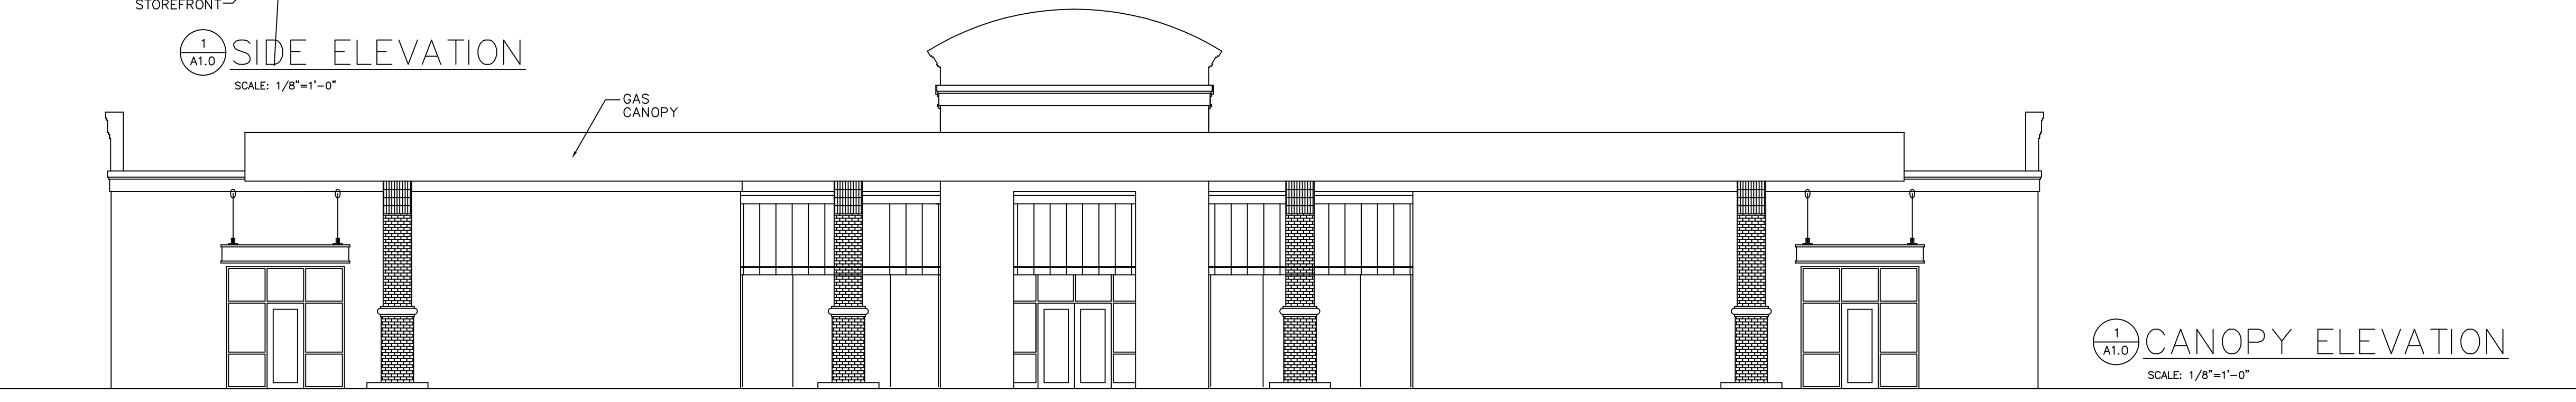 STOREFRONT
1
A1.0
SIDE ELEVATION
SCALE: 1/8"=1'-0"
GAS
CANOPY
1
A1.0
CANOPY ELEVATION
SCALE: 1/8"=1'-0"